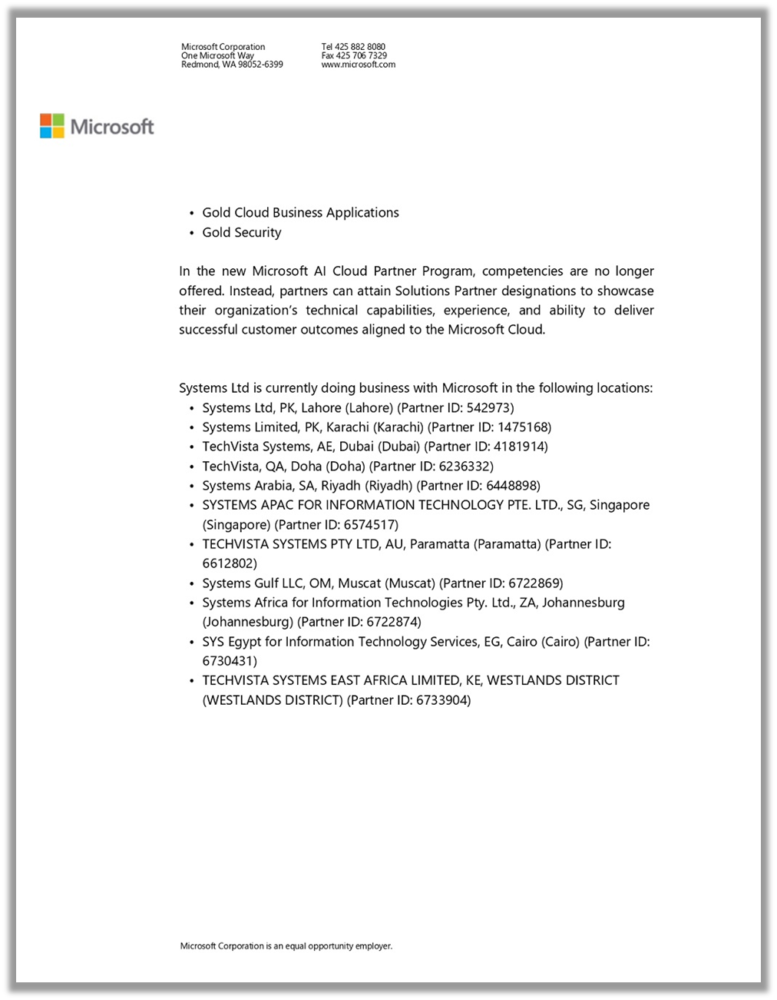 Microsoft Corporation
One Microsoft Way
Redmond, WA 98052-6399
Tel 425 882 8080
Fax 425 706 7329
www.microsoft.com
Microsoft
• Gold Cloud Business Applications
• Gold Security
In the new Microsoft AI Cloud Partner Program, competencies are no longer
offered. Instead, partners can attain Solutions Partner designations to showcase
their organization's technical capabilities, experience, and ability to deliver
successful customer outcomes aligned to the Microsoft Cloud.
Systems Ltd is currently doing business with Microsoft in the following locations:
• Systems Ltd, PK, Lahore (Lahore) (Partner ID: 542973)
• Systems Limited, PK, Karachi (Karachi) (Partner ID: 1475168)
• TechVista Systems, AE, Dubai (Dubai) (Partner ID: 4181914)
• TechVista, QA, Doha (Doha) (Partner ID: 6236332)
• Systems Arabia, SA, Riyadh (Riyadh) (Partner ID: 6448898)
• SYSTEMS APAC FOR INFORMATION TECHNOLOGY PTE. LTD., SG, Singapore
(Singapore) (Partner ID: 6574517)
• TECHVISTA SYSTEMS PTY LTD, AU, Paramatta (Paramatta) (Partner ID:
6612802)
• Systems Gulf LLC, OM, Muscat (Muscat) (Partner ID: 6722869)
• Systems Africa for Information Technologies Pty. Ltd., ZA, Johannesburg
(Johannesburg) (Partner ID: 6722874)
• SYS Egypt for Information Technology Services, EG, Cairo (Cairo) (Partner ID:
6730431)
• TECHVISTA SYSTEMS EAST AFRICA LIMITED, KE, WESTLANDS DISTRICT
(WESTLANDS DISTRICT) (Partner ID: 6733904)
Microsoft Corporation is an equal opportunity employer.